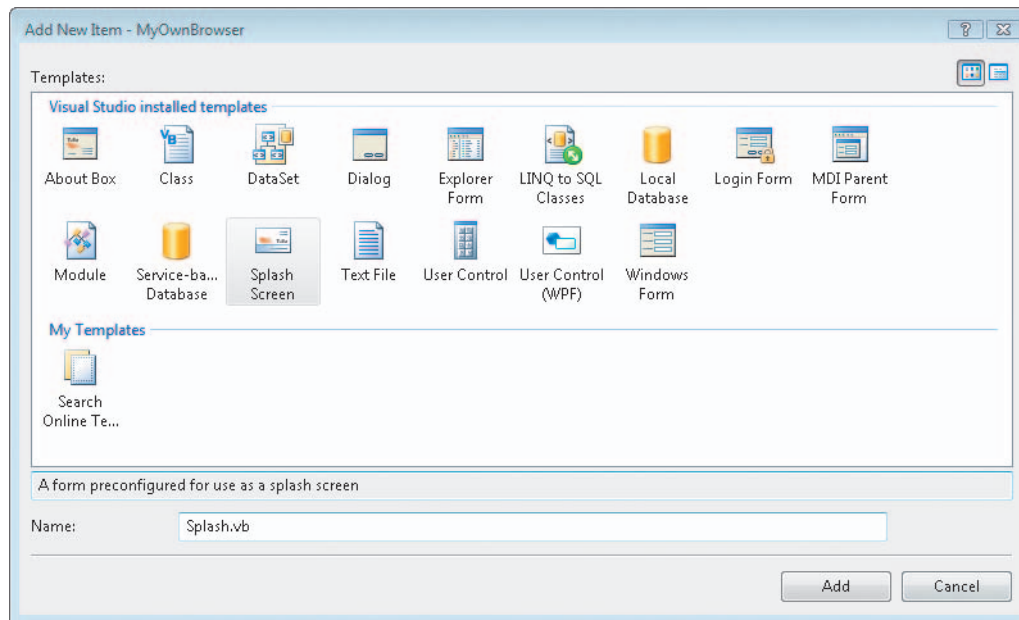 Add New Item - MyOwnBrowser
Templates:
Visual Studio installed templates
About Box
Class
DataSet
Dialog
Explorer
Form
LINQ to SQL
Classes
Local
Database
Login Form
MDI Parent
Form
Module
Service-ba...
Database
Splash
Screen
Text File
User Control
User Control
(WPF)
Windows
Form
My Templates
Search
Online Te...
A form preconfigured for use as a splash screen
Name:
Splash.vb
Add
Cancel